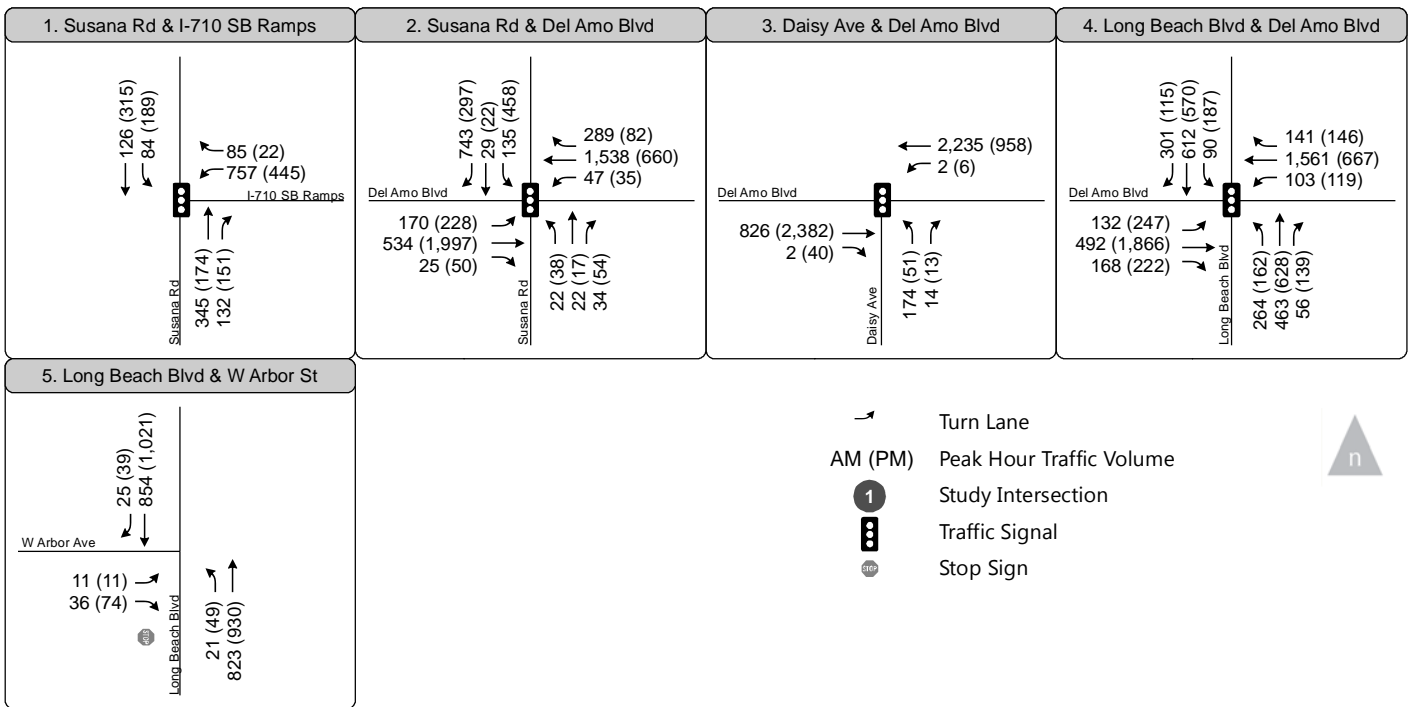 1. Susana Rd & I-710 SB Ramps
126 (315)
84 (189)
85 (22)
757 (445)
I-710 SB Ramps
Susana Rd
345 (174)
132 (151)
2. Susana Rd & Del Amo Blvd
743 (297)
29 (22)
135 (458)
289 (82)
1,538 (660)
47 (35)
Del Amo Blvd
170 (228)
534 (1,997)
25 (50)
Susana Rd
22 (38)
22 (17)
34 (54)
3. Daisy Ave & Del Amo Blvd
2,235 (958)
2 (6)
Del Amo Blvd
826 (2,382)
2 (40)
Daisy Ave
174 (51)
14 (13)
4. Long Beach Blvd & Del Amo Blvd
301 (115)
612 (570)
90 (187)
141 (146)
1,561 (667)
103 (119)
Del Amo Blvd
132 (247)
492 (1,866)
168 (222)
Long Beach Blvd
264 (162)
463 (628)
56 (139)
5. Long Beach Blvd & W Arbor St
25 (39)
854 (1,021)
W Arbor Ave
11 (11)
36 (74)
STOP
Long Beach Blvd
21 (49)
823 (930)
Turn Lane
AM (PM) Peak Hour Traffic Volume
1 Study Intersection
Traffic Signal
STOP Stop Sign
n